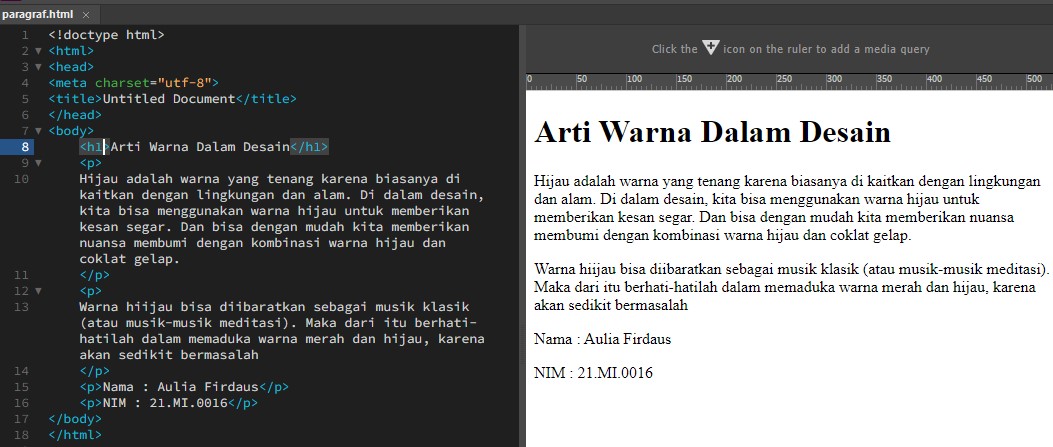 paragraf.html ×
1 <!doctype html>
2 <html>
3 <head>
4 <meta charset="utf-8">
5 <title>Untitled Document</title>
6 </head>
7 <body>
8 <h1>Arti Warna Dalam Desain</h1>
9 <p>
10 Hijau adalah warna yang tenang karena biasanya di
kaitkan dengan lingkungan dan alam. Di dalam desain,
kita bisa menggunakan warna hijau untuk memberikan
kesan segar. Dan bisa dengan mudah kita memberikan
nuansa membumi dengan kombinasi warna hijau dan
coklat gelap.
11 </p>
12 <p>
13 Warna hiijau bisa diibaratkan sebagai musik klasik
(atau musik-musik meditasi). Maka dari itu berhati-
hatilah dalam memaduka warna merah dan hijau, karena
akan sedikit bermasalah
14 </p>
15 <p>Nama : Aulia Firdaus</p>
16 <p>NIM : 21.MI.0016</p>
17 </body>
18 </html>
Click the icon on the ruler to add a media query
0 50 100 150 200 250 300 350 400 450 500
Arti Warna Dalam Desain
Hijau adalah warna yang tenang karena biasanya di kaitkan dengan lingkungan
dan alam. Di dalam desain, kita bisa menggunakan warna hijau untuk
memberikan kesan segar. Dan bisa dengan mudah kita memberikan nuansa
membumi dengan kombinasi warna hijau dan coklat gelap.
Warna hiijau bisa diibaratkan sebagai musik klasik (atau musik-musik meditasi).
Maka dari itu berhati-hatilah dalam memaduka warna merah dan hijau, karena
akan sedikit bermasalah
Nama : Aulia Firdaus
NIM : 21.MI.0016